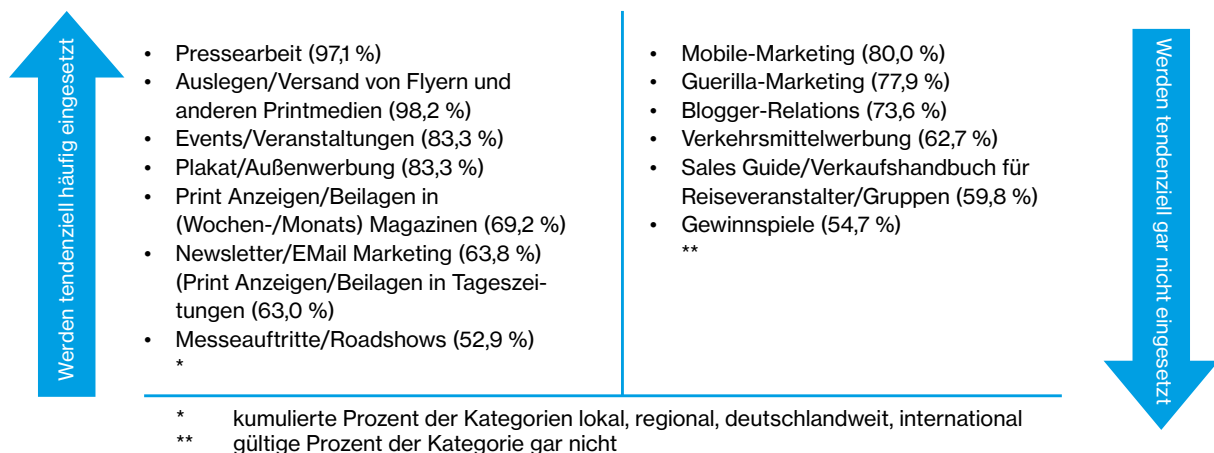 Werden tendenziell häufig eingesetzt
• Pressearbeit (97,1 %)
• Auslegen/Versand von Flyern und
anderen Printmedien (98,2 %)
• Events/Veranstaltungen (83,3 %)
• Plakat/Außenwerbung (83,3 %)
• Print Anzeigen/Beilagen in
(Wochen-/Monats) Magazinen (69,2 %)
• Newsletter/EMail Marketing (63,8 %)
(Print Anzeigen/Beilagen in Tageszei-
tungen (63,0 %)
• Messeauftritte/Roadshows (52,9 %)
*
• Mobile-Marketing (80,0 %)
• Guerilla-Marketing (77,9 %)
• Blogger-Relations (73,6 %)
• Verkehrsmittelwerbung (62,7 %)
• Sales Guide/Verkaufshandbuch für
Reiseveranstalter/Gruppen (59,8 %)
• Gewinnspiele (54,7 %)
**
Werden tendenziell gar nicht eingesetzt
* kumulierte Prozent der Kategorien lokal, regional, deutschlandweit, international
** gültige Prozent der Kategorie gar nicht